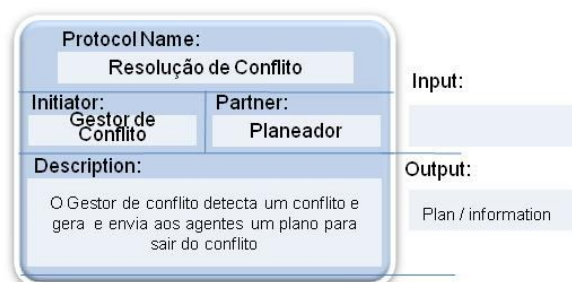 Protocol Name:
Resolução de Conflito
Initiator:
Gestor de
Conflito
Partner:
Planeador
Description:
O Gestor de conflito detecta um conflito e
gera e envia aos agentes um plano para
sair do conflito
Input:
Output:
Plan / information